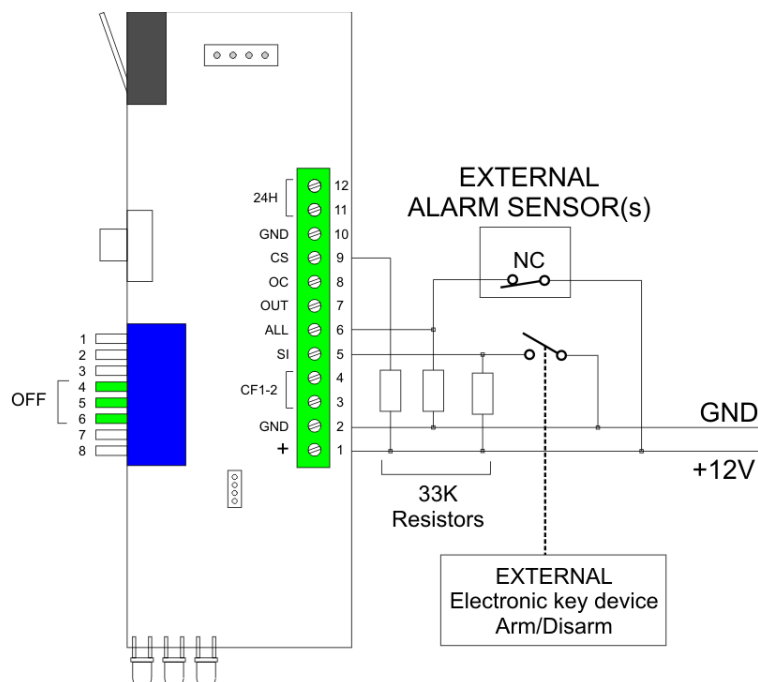 EXTERNAL
ALARM SENSOR(s)
NC
24H
12
11
GND 10
CS 9
OC 8
OUT 7
ALL 6
SI 5
CF1-2
4
3
GND 2
+ 1
OFF
1
2
3
4
5
6
7
8
GND
+12V
33K
Resistors
EXTERNAL
Electronic key device
Arm/Disarm